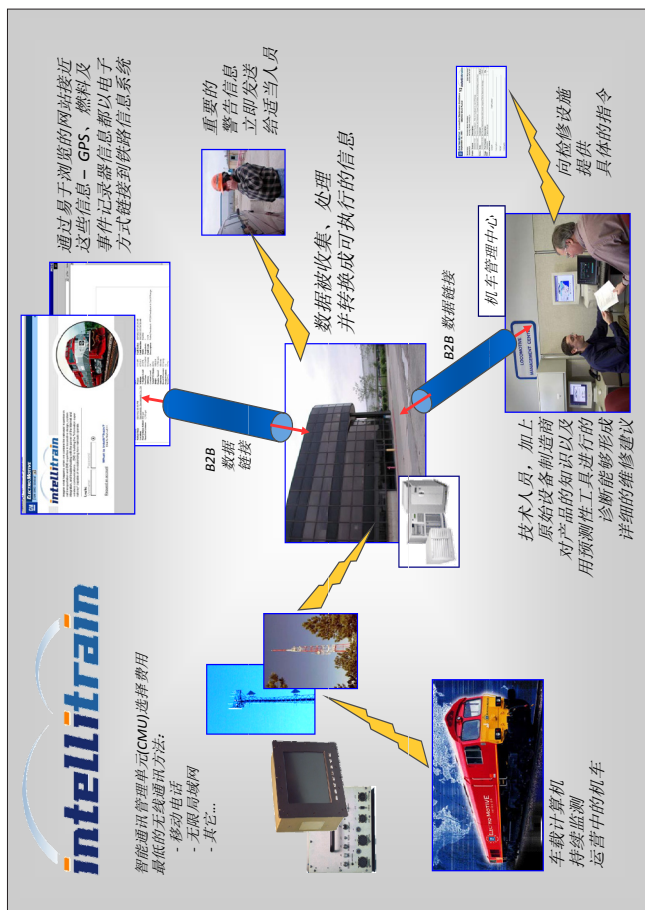 intellitrain
智能通讯管理单元(CMU)选择费用
最低的无线通讯方法:
- 移动电话
- 无限局域网
- 其它...
车载计算机
持续监测
运营中的机车
ELECTRO-MOTIVE
通过易于浏览的网站接近
这些信息 – GPS、燃料及
事件记录器信息都以电子
方式链接到铁路信息系统
GM ELECTRO-MOTIVE
intellitrain
B2B
数据
链接
重要的
警告信息
立即发送
给适当人员
数据被收集、处理
并转换成可执行的信息
B2B 数据链接
机车管理中心
LOCOMOTIVE
MANAGEMENT CENTER
技术人员，加上
原始设备制造商
对产品的知识以及
用预测性工具进行的
诊断能够形成
详细的维修建议
向检修设施
提供
具体的指令